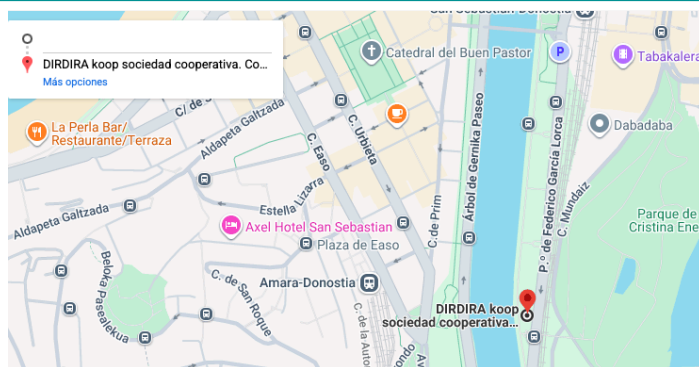 San Sebastián-Donostia
DIRDIRA koop sociedad cooperativa. Co...
Más opciones
Catedral del Buen Pastor
P
Tabakalera
La Perla Bar/
Restaurante/Terraza
C/ de
Aldapeta Galtzada
C. Easo
C. Urbieta
Árbol de Gernika Paseo
P.º de Federico García Lorca
Dabadaba
C. Mundaiz
Estella Lizarra
Aldapeta Galtzada
Axel Hotel San Sebastian
Plaza de Easo
C. de Prim
Parque de
Cristina Ene
Beloka Pasealekua
C. de San Roque
Amara-Donostia
DIRDIRA koop
sociedad cooperativa...
C. de la Auto
ondo
Av